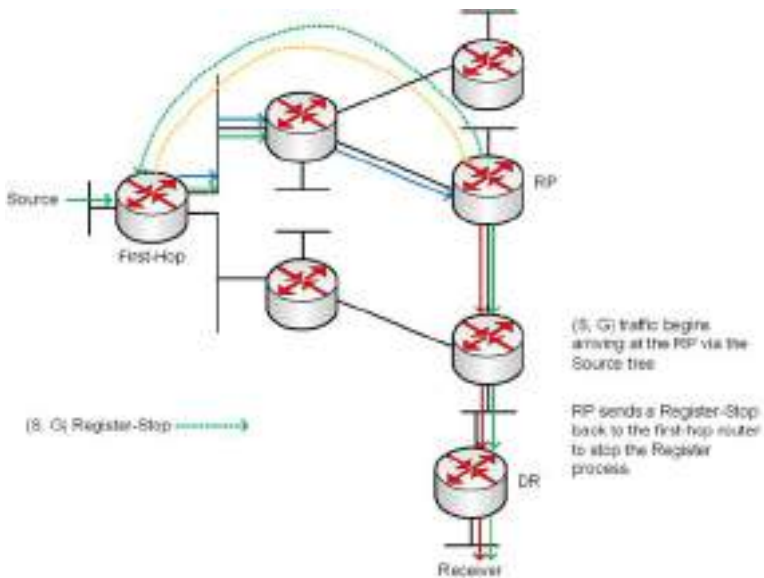 RP
Source
First-Hop
(S, G) traffic begins
arriving at the RP via the
Source tree
(S, G) Register-Stop
RP sends a Register-Stop
back to the first-hop router
to stop the Register
process.
DR
Receiver